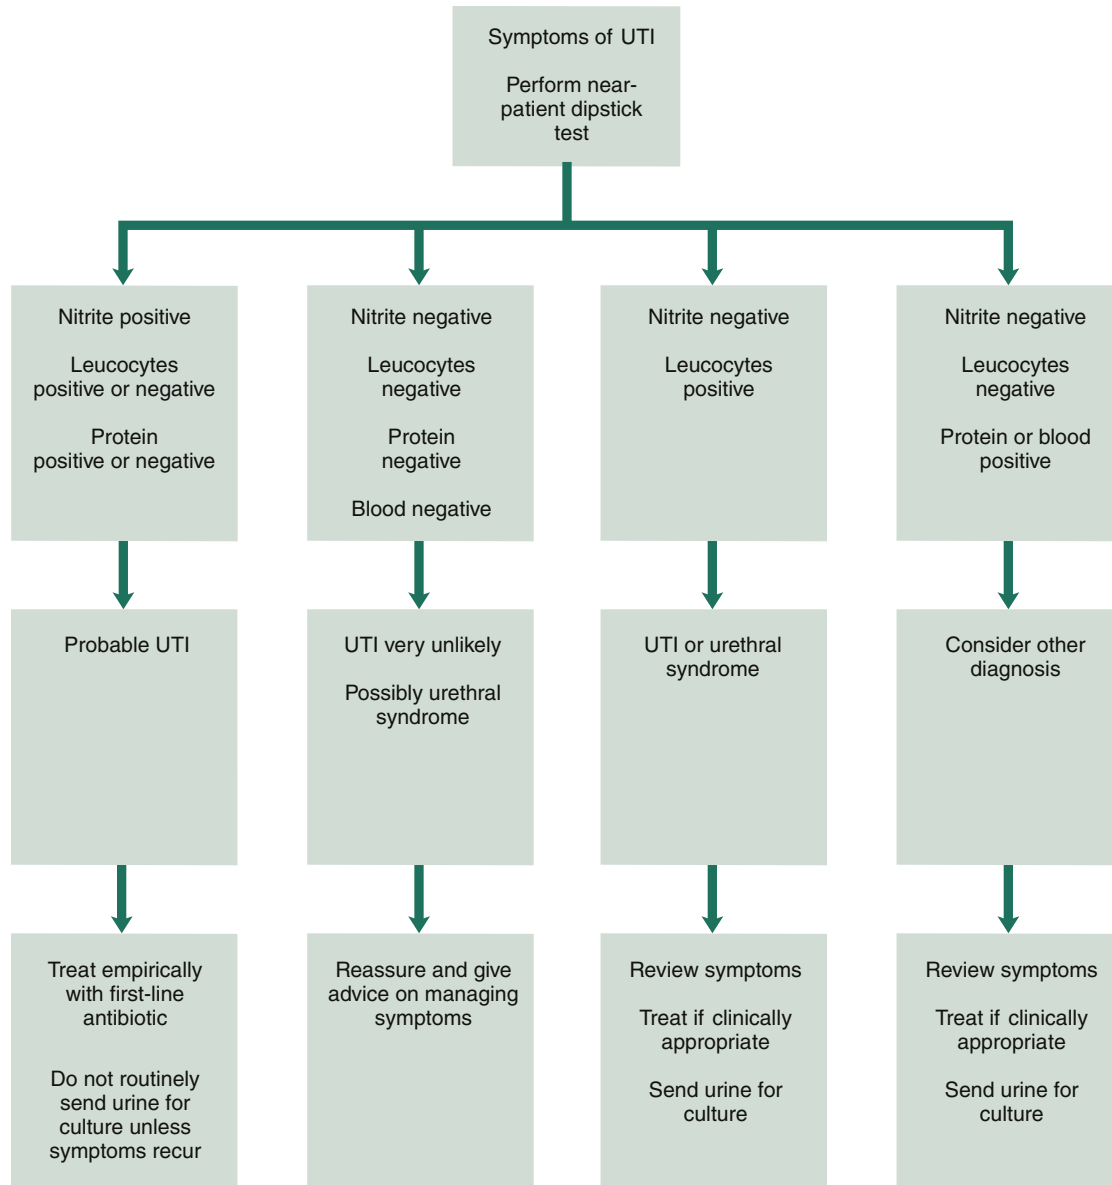 Symptoms of UTI
Perform near-
patient dipstick
test
Nitrite positive
Leucocytes
positive or negative
Protein
positive or negative
Nitrite negative
Leucocytes
negative
Protein
negative
Blood negative
Nitrite negative
Leucocytes
positive
Nitrite negative
Leucocytes
negative
Protein or blood
positive
Probable UTI
UTI very unlikely
Possibly urethral
syndrome
UTI or urethral
syndrome
Consider other
diagnosis
Treat empirically
with first-line
antibiotic
Do not routinely
send urine for
culture unless
symptoms recur
Reassure and give
advice on managing
symptoms
Review symptoms
Treat if clinically
appropriate
Send urine for
culture
Review symptoms
Treat if clinically
appropriate
Send urine for
culture